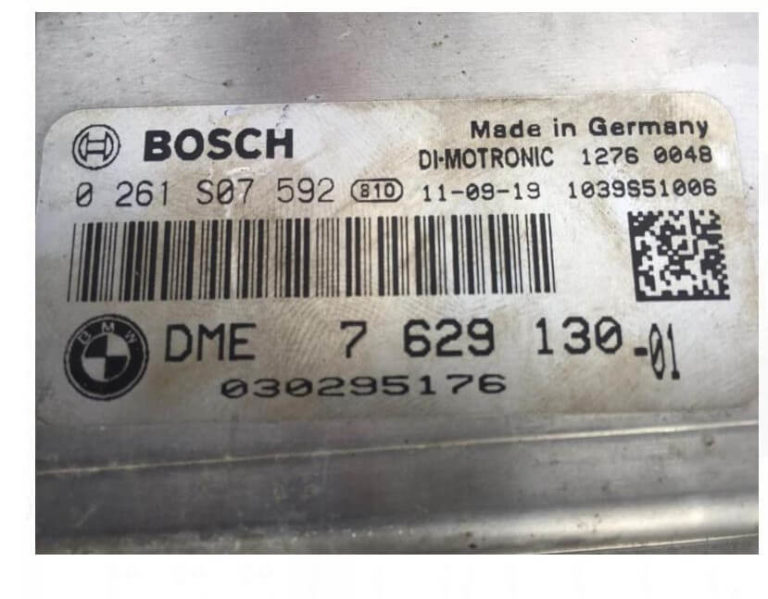 BOSCH
Made in Germany
DI-MOTRONIC 1276 0048
0 261 S07 592 810 11-09-19 1039S51006
BMW
DME 7 629 130-01
030295176